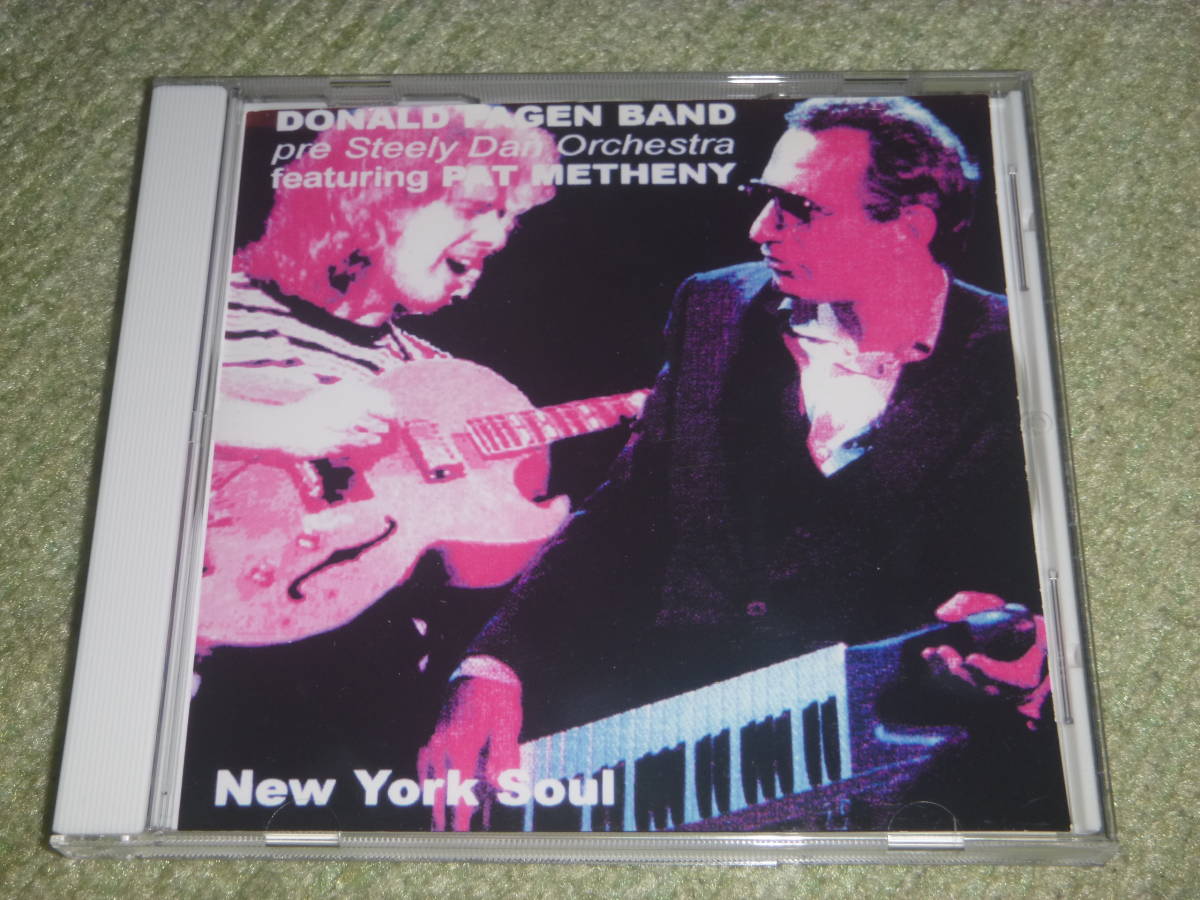 DONALD FAGEN BAND
pre Steely Dan Orchestra
featuring PAT METHENY
New York Soul